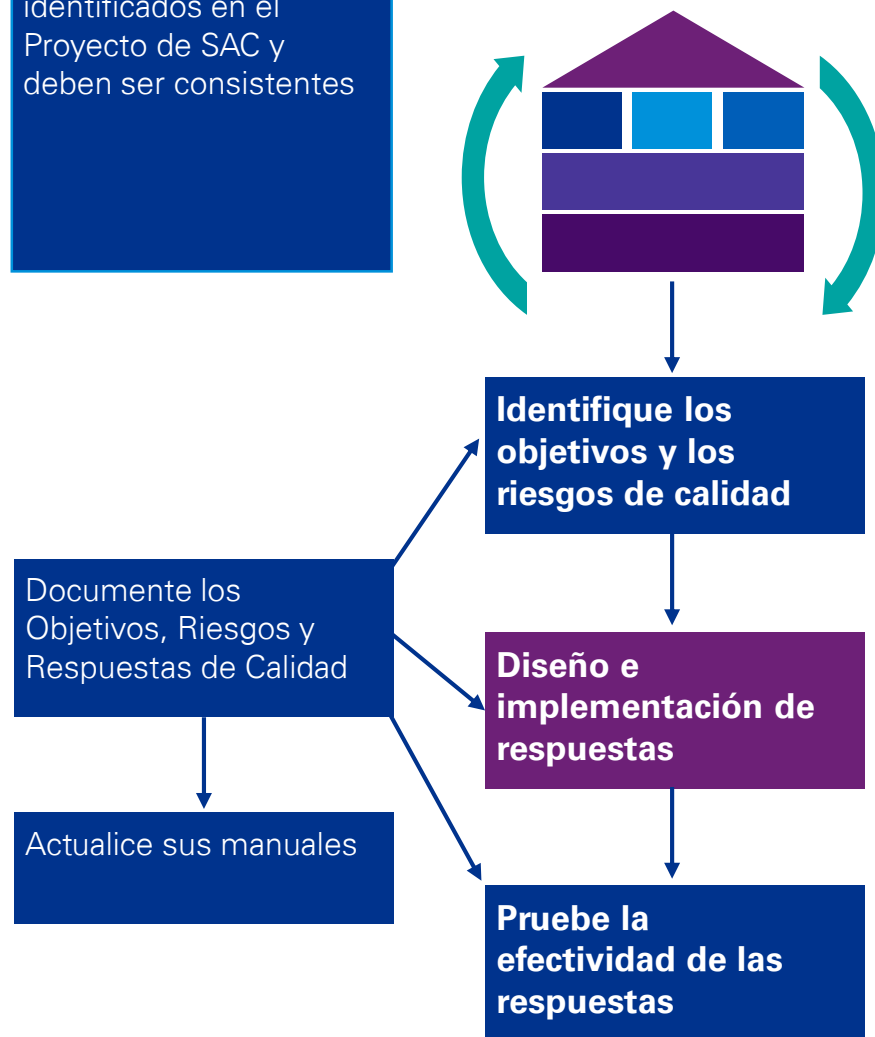 identificados en el
Proyecto de SAC y
deben ser consistentes
Identifique los
objetivos y los
riesgos de calidad
Documente los
Objetivos, Riesgos y
Respuestas de Calidad
Diseño e
implementación de
respuestas
Actualice sus manuales
Pruebe la
efectividad de las
respuestas